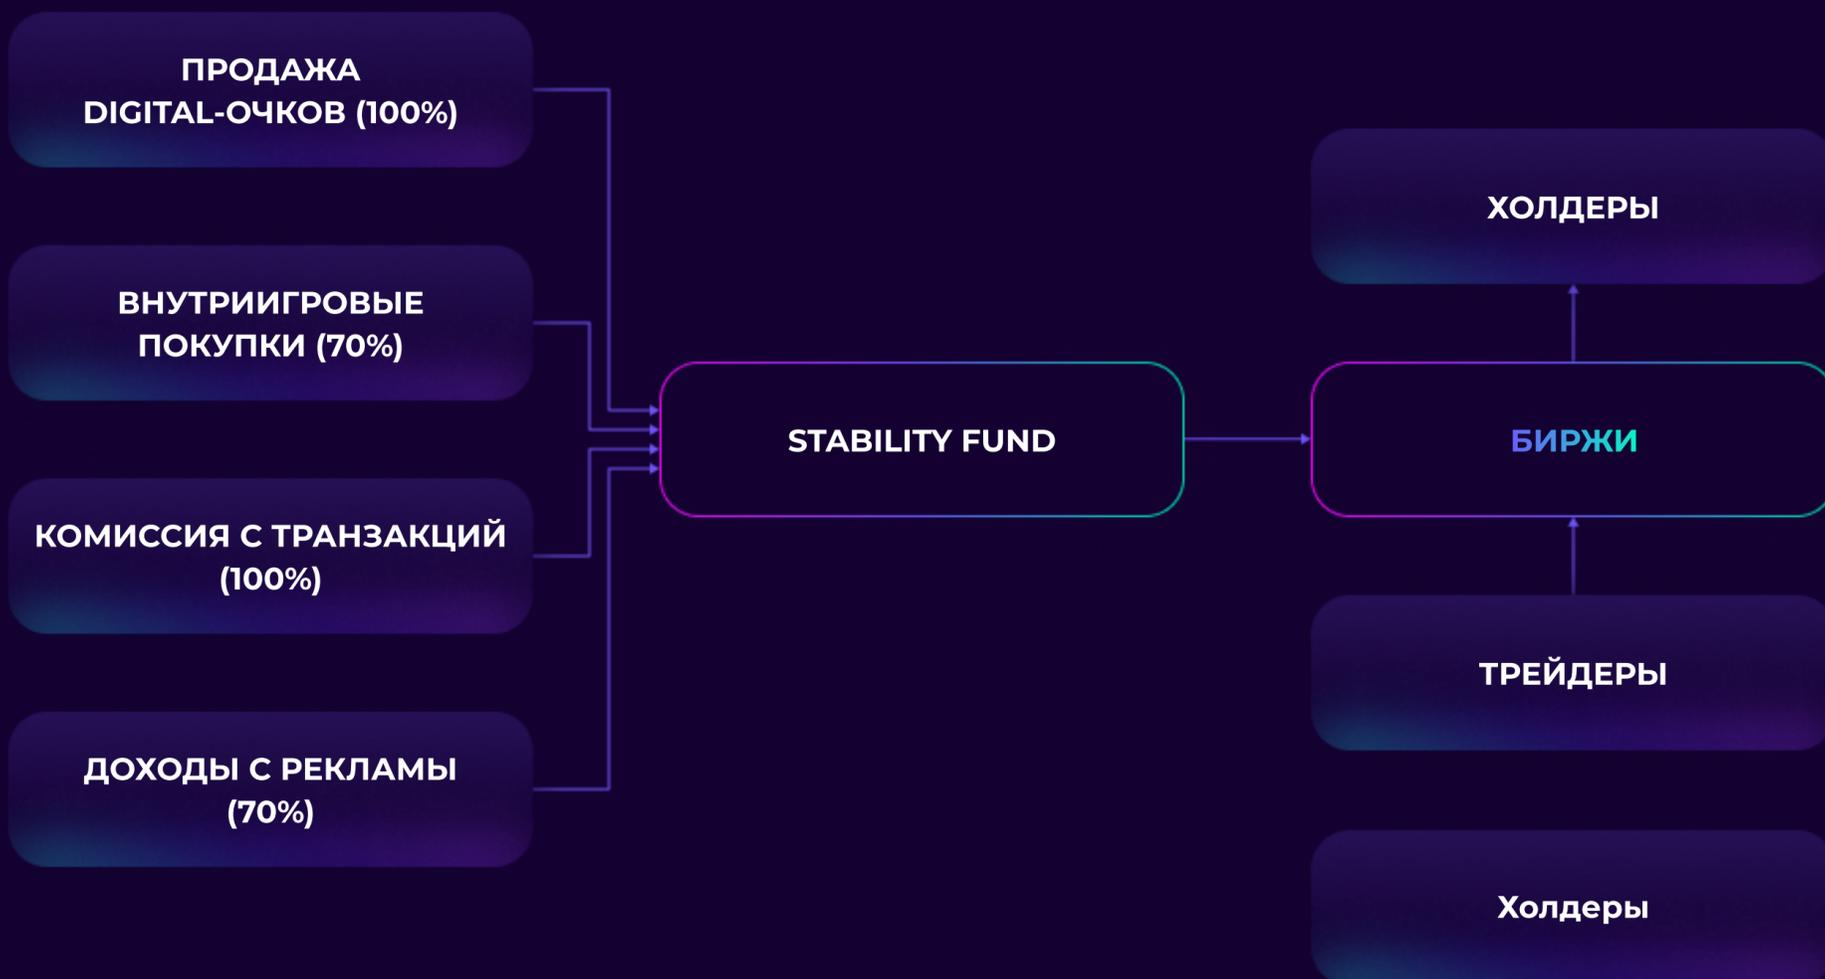 ПРОДАЖА
DIGITAL-ОЧКОВ (100%)
ВНУТРИИГРОВЫЕ
ПОКУПКИ (70%)
КОМИССИЯ С ТРАНЗАКЦИЙ
(100%)
ДОХОДЫ С РЕКЛАМЫ
(70%)
STABILITY FUND
ХОЛДЕРЫ
БИРЖИ
ТРЕЙДЕРЫ
Холдеры